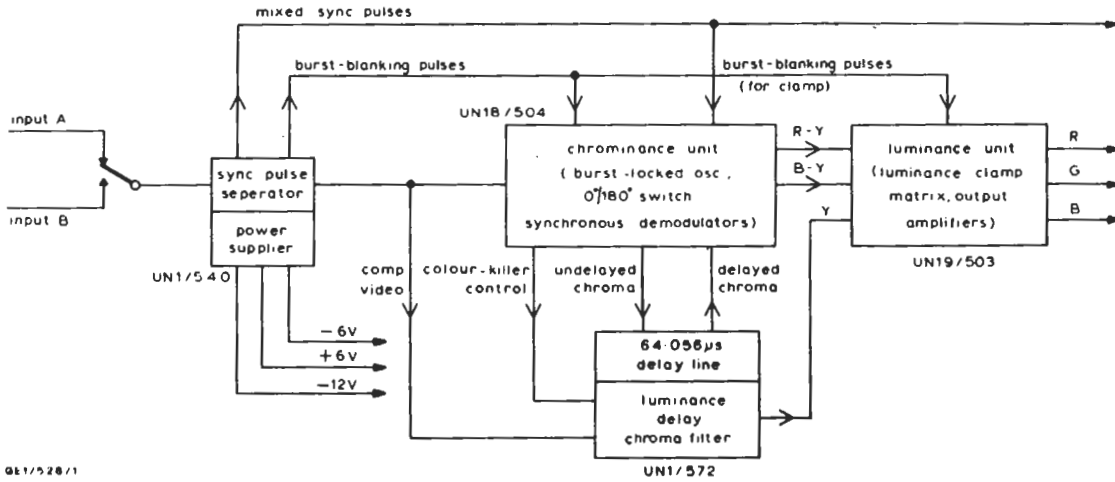 mixed sync pulses
burst-blanking pulses
burst-blanking pulses
(for clamp)
UN18/504
input A
input B
sync pulse
seperator
power
supplier
UN1/540
chrominance unit
(burst-locked osc,
0°/180° switch
synchronous demodulators)
R-Y
B-Y
Y
luminance unit
(luminance clamp
matrix, output
amplifiers)
UN19/503
R
G
B
comp
video
colour-killer
control
undelayed
chroma
delayed
chroma
-6V
+6V
-12V
64·056µs
delay line
luminance
delay
chroma filter
UN1/572
GE1/528/1